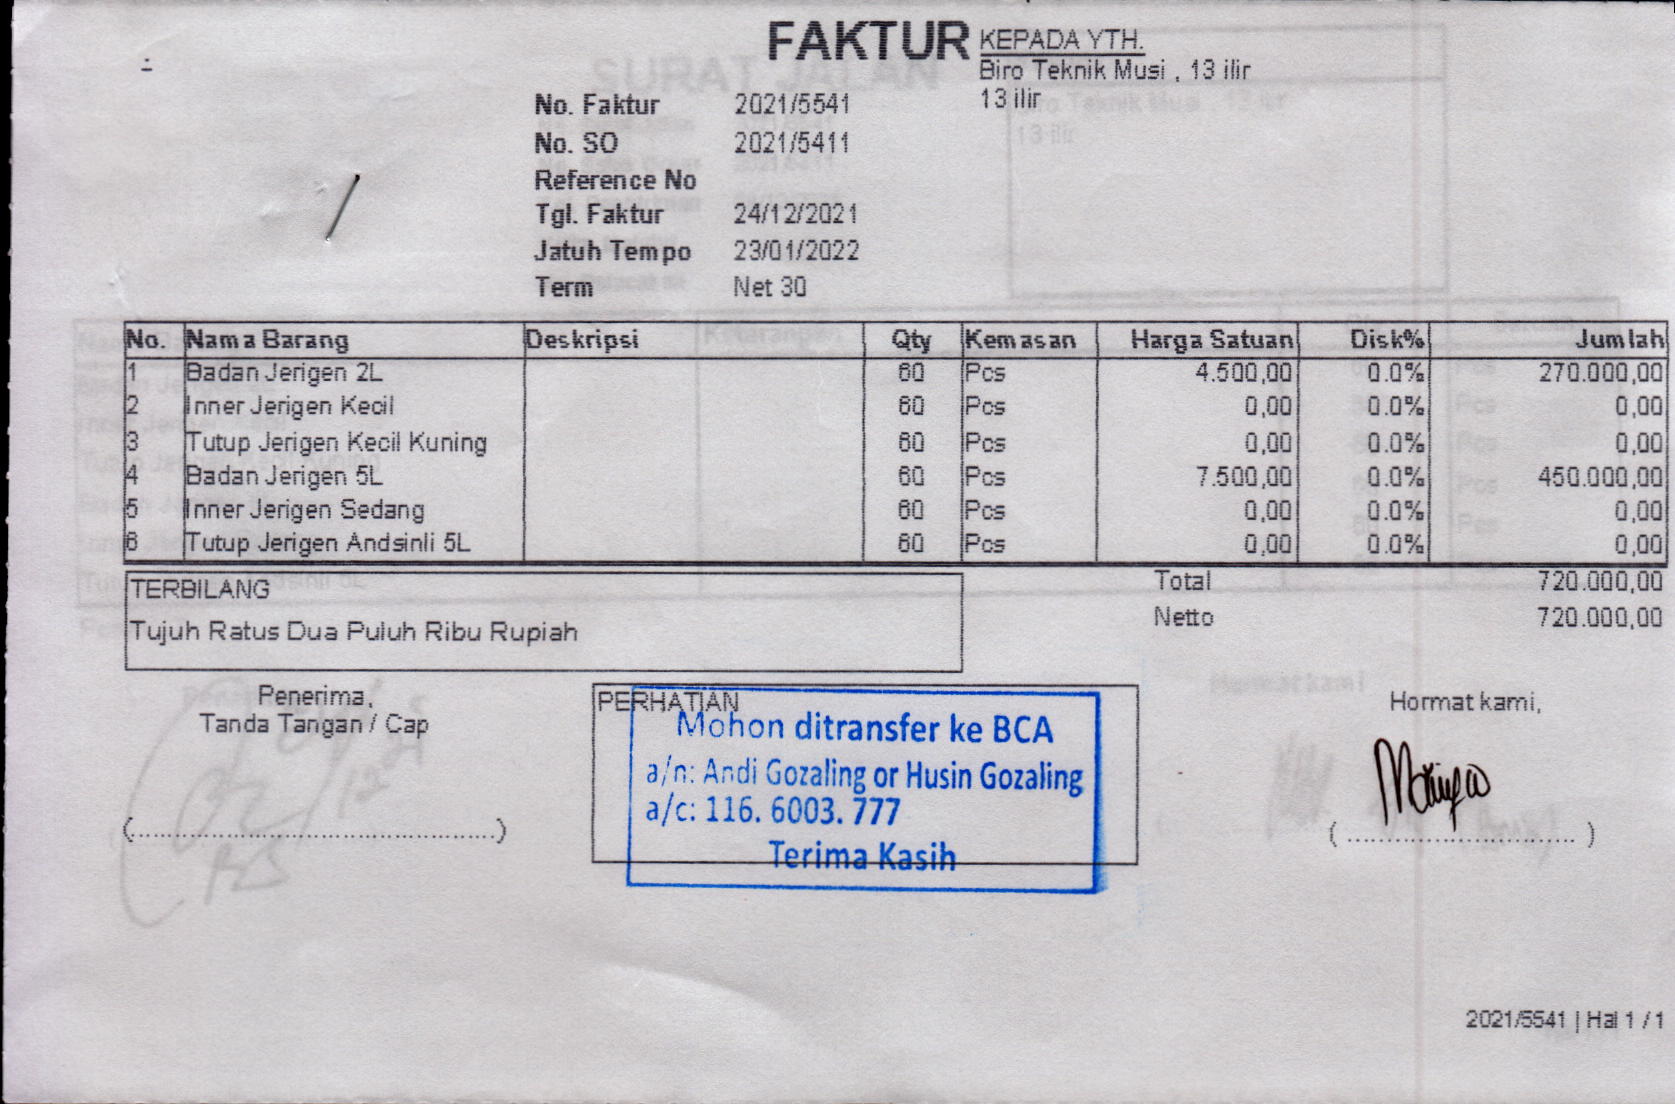 FAKTUR
KEPADA YTH.
Biro Teknik Musi , 13 ilir
13 ilir
No. Faktur 2021/5541
No. SO 2021/5411
Reference No
Tgl. Faktur 24/12/2021
Jatuh Tempo 23/01/2022
Term Net 30
No. Nama Barang Deskripsi Qty Kemasan Harga Satuan Disk% Jumlah
1 Badan Jerigen 2L 60 Pcs 4.500,00 0.0% 270.000,00
2 Inner Jerigen Kecil 60 Pcs 0,00 0.0% 0,00
3 Tutup Jerigen Kecil Kuning 60 Pcs 0,00 0.0% 0,00
4 Badan Jerigen 5L 60 Pcs 7.500,00 0.0% 450.000,00
5 Inner Jerigen Sedang 60 Pcs 0,00 0.0% 0,00
6 Tutup Jerigen Andsinli 5L 60 Pcs 0,00 0.0% 0,00
TERBILANG
Tujuh Ratus Dua Puluh Ribu Rupiah
Total 720.000,00
Netto 720.000,00
Penerima,
Tanda Tangan / Cap
PERHATIAN
Mohon ditransfer ke BCA
a/n: Andi Gozaling or Husin Gozaling
a/c: 116. 6003. 777
Terima Kasih
Hormat kami,
2021/5541 | Hal 1 / 1